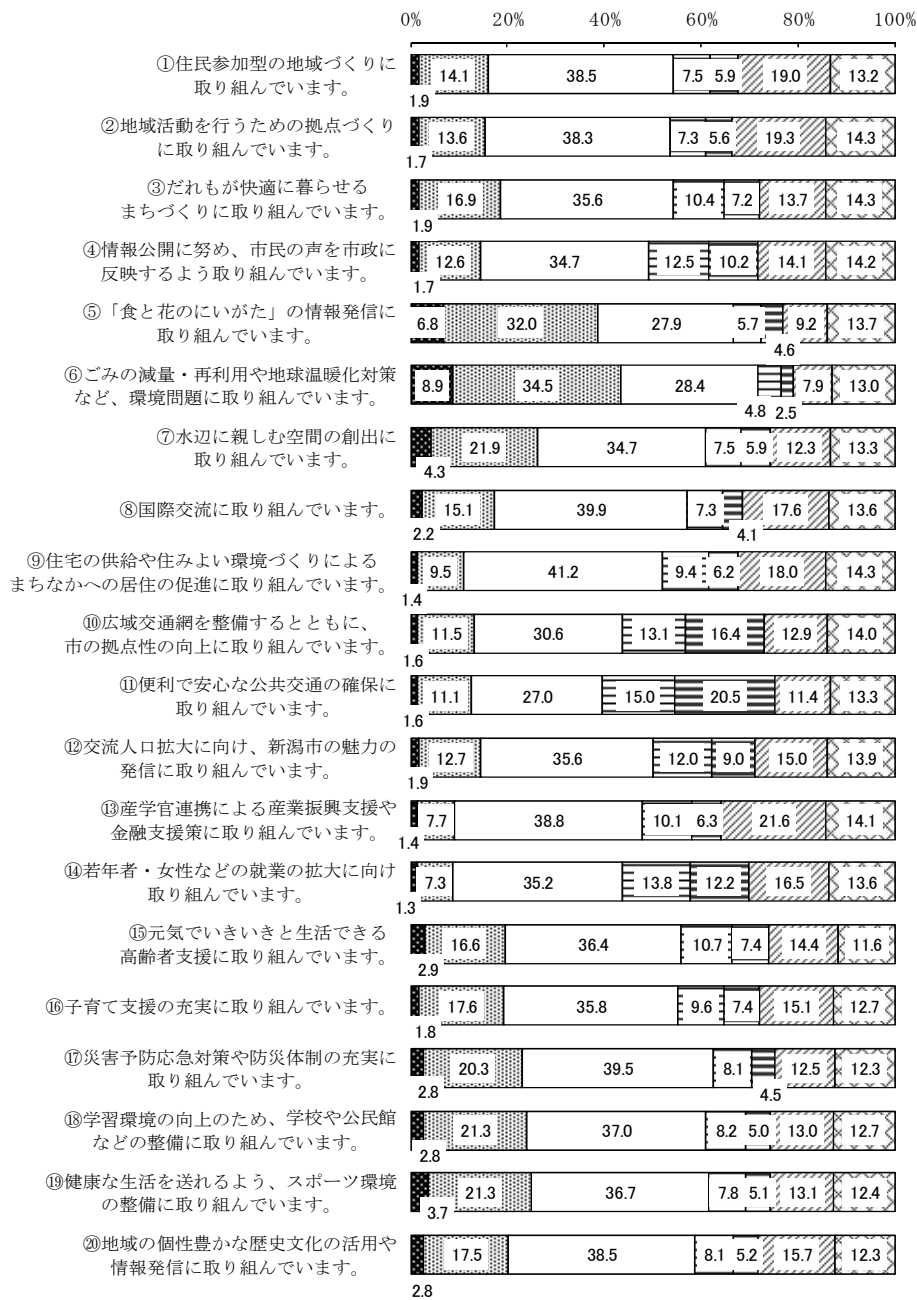 0% 20% 40% 60% 80% 100%
①住民参加型の地域づくりに
取り組んでいます。
1.9 14.1 38.5 7.5 5.9 19.0 13.2
②地域活動を行うための拠点づくり
に取り組んでいます。
1.7 13.6 38.3 7.3 5.6 19.3 14.3
③だれもが快適に暮らせる
まちづくりに取り組んでいます。
1.9 16.9 35.6 10.4 7.2 13.7 14.3
④情報公開に努め、市民の声を市政に
反映するよう取り組んでいます。
1.7 12.6 34.7 12.5 10.2 14.1 14.2
⑤「食と花のにいがた」の情報発信に
取り組んでいます。
6.8 32.0 27.9 5.7 4.6 9.2 13.7
⑥ごみの減量・再利用や地球温暖化対策
など、環境問題に取り組んでいます。
8.9 34.5 28.4 4.8 2.5 7.9 13.0
⑦水辺に親しむ空間の創出に
取り組んでいます。
4.3 21.9 34.7 7.5 5.9 12.3 13.3
⑧国際交流に取り組んでいます。
2.2 15.1 39.9 7.3 4.1 17.6 13.6
⑨住宅の供給や住みよい環境づくりによる
まちなかへの居住の促進に取り組んでいます。
1.4 9.5 41.2 9.4 6.2 18.0 14.3
⑩広域交通網を整備するとともに、
市の拠点性の向上に取り組んでいます。
1.6 11.5 30.6 13.1 16.4 12.9 14.0
⑪便利で安心な公共交通の確保に
取り組んでいます。
1.6 11.1 27.0 15.0 20.5 11.4 13.3
⑫交流人口拡大に向け、新潟市の魅力の
発信に取り組んでいます。
1.9 12.7 35.6 12.0 9.0 15.0 13.9
⑬産学官連携による産業振興支援や
金融支援策に取り組んでいます。
1.4 7.7 38.8 10.1 6.3 21.6 14.1
⑭若年者・女性などの就業の拡大に向け
取り組んでいます。
1.3 7.3 35.2 13.8 12.2 16.5 13.6
⑮元気でいきいきと生活できる
高齢者支援に取り組んでいます。
2.9 16.6 36.4 10.7 7.4 14.4 11.6
⑯子育て支援の充実に取り組んでいます。
1.8 17.6 35.8 9.6 7.4 15.1 12.7
⑰災害予防応急対策や防災体制の充実に
取り組んでいます。
2.8 20.3 39.5 8.1 4.5 12.5 12.3
⑱学習環境の向上のため、学校や公民館
などの整備に取り組んでいます。
2.8 21.3 37.0 8.2 5.0 13.0 12.7
⑲健康な生活を送れるよう、スポーツ環境
の整備に取り組んでいます。
3.7 21.3 36.7 7.8 5.1 13.1 12.4
⑳地域の個性豊かな歴史文化の活用や
情報発信に取り組んでいます。
2.8 17.5 38.5 8.1 5.2 15.7 12.3